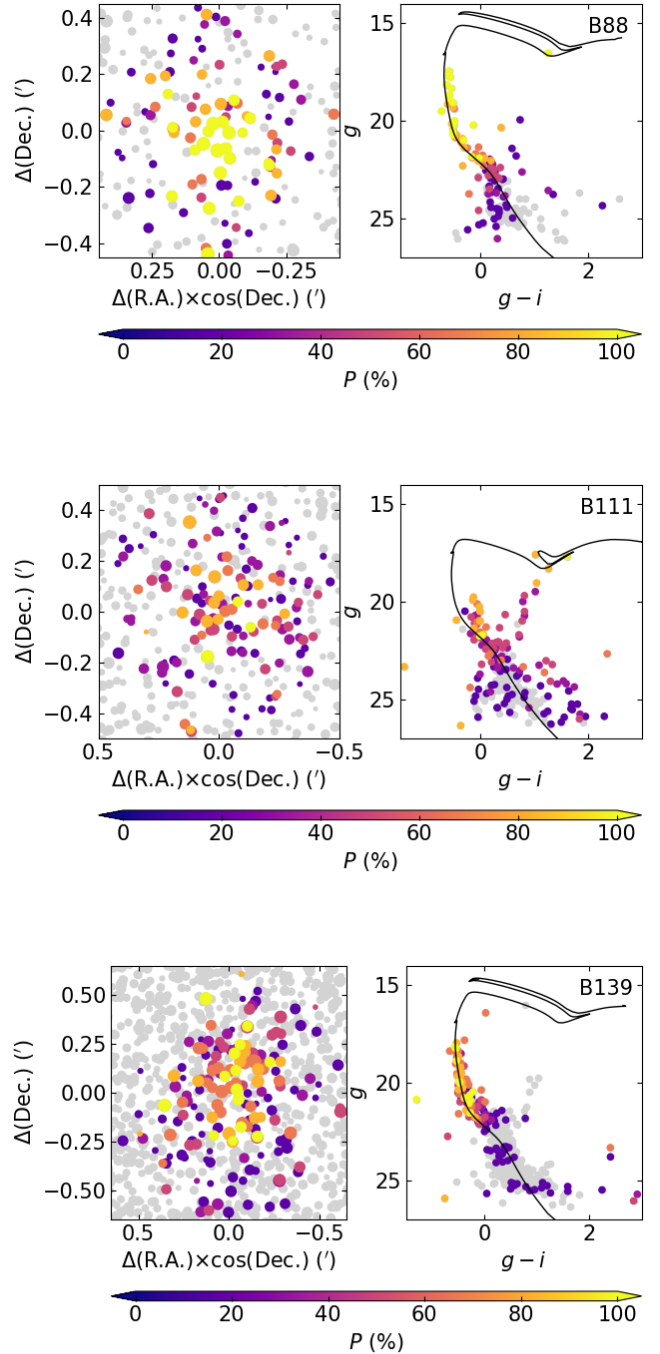 0.4
0.2
0.0
−0.2
−0.4
Δ(Dec.) (′)
0.25 0.00 −0.25
Δ(R.A.)×cos(Dec.) (′)
15
20
25
g
B88
0 2
g − i
0 20 40 60 80 100
P (%)
0.4
0.2
0.0
−0.2
−0.4
Δ(Dec.) (′)
0.5 0.0 −0.5
Δ(R.A.)×cos(Dec.) (′)
15
20
25
g
B111
0 2
g − i
0 20 40 60 80 100
P (%)
0.50
0.25
0.00
−0.25
−0.50
Δ(Dec.) (′)
0.5 0.0 −0.5
Δ(R.A.)×cos(Dec.) (′)
15
20
25
g
B139
0 2
g − i
0 20 40 60 80 100
P (%)